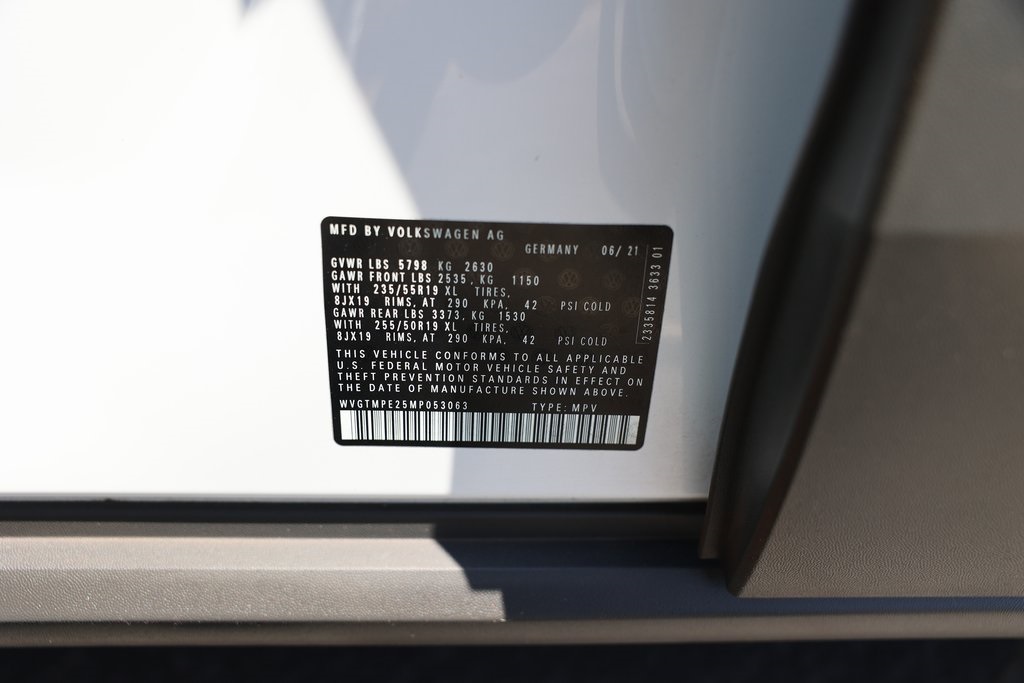 MFD BY VOLKSWAGEN AG
GERMANY 06/ 21
GVWR LBS 5798 KG 2630
GAWR FRONT LBS 2535, KG 1150
WITH 235/55R19 XL TIRES,
8JX19 RIMS, AT 290 KPA, 42 PSI COLD
GAWR REAR LBS 3373, KG 1530
WITH 255/50R19 XL TIRES,
8JX19 RIMS, AT 290 KPA, 42 PSI COLD
2335814 3633 01
THIS VEHICLE CONFORMS TO ALL APPLICABLE
U.S. FEDERAL MOTOR VEHICLE SAFETY AND
THEFT PREVENTION STANDARDS IN EFFECT ON
THE DATE OF MANUFACTURE SHOWN ABOVE.
WVGTMPE25MP053063 TYPE: MPV